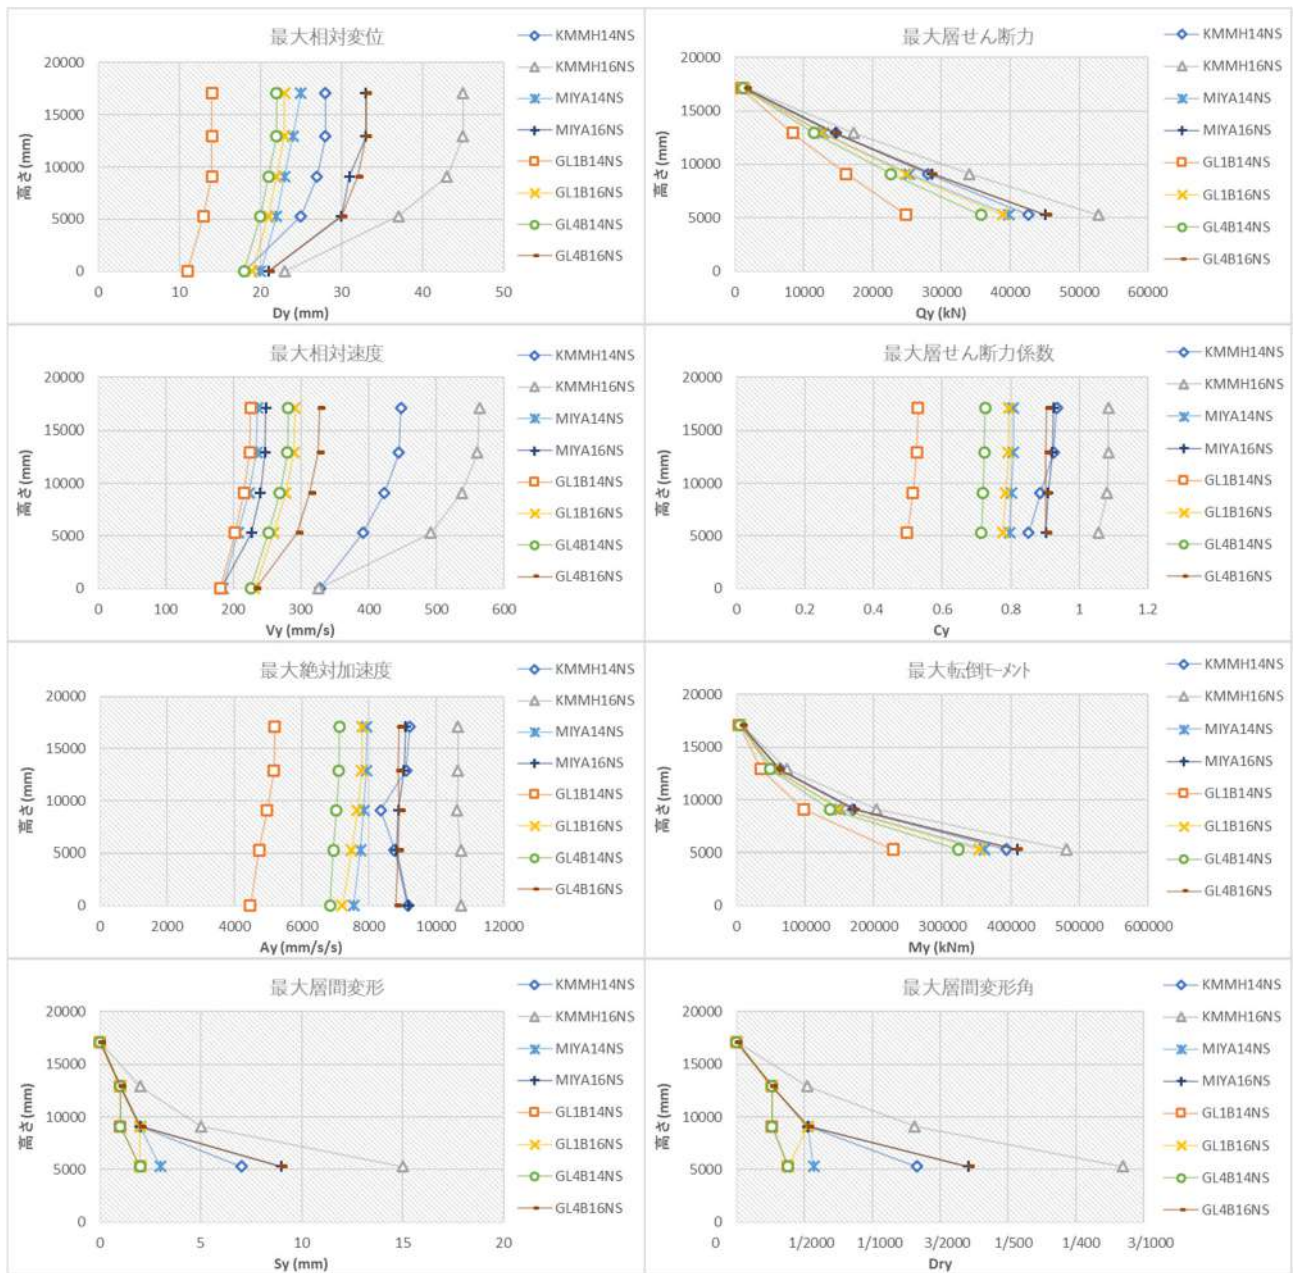 最大相対変位
高さ(mm)
20000
15000
10000
5000
0
0
10
20
30
40
50
Dy (mm)
KMMH14NS
KMMH16NS
MIYA14NS
MIYA16NS
GL1B14NS
GL1B16NS
GL4B14NS
GL4B16NS
最大層せん断力
高さ(mm)
20000
15000
10000
5000
0
0
10000
20000
30000
40000
50000
60000
Qy (kN)
KMMH14NS
KMMH16NS
MIYA14NS
MIYA16NS
GL1B14NS
GL1B16NS
GL4B14NS
GL4B16NS
最大相対速度
高さ(mm)
20000
15000
10000
5000
0
0
100
200
300
400
500
600
Vy (mm/s)
KMMH14NS
KMMH16NS
MIYA14NS
MIYA16NS
GL1B14NS
GL1B16NS
GL4B14NS
GL4B16NS
最大層せん断力係数
高さ(mm)
20000
15000
10000
5000
0
0
0.2
0.4
0.6
0.8
1
1.2
Cy
KMMH14NS
KMMH16NS
MIYA14NS
MIYA16NS
GL1B14NS
GL1B16NS
GL4B14NS
GL4B16NS
最大絶対加速度
高さ(mm)
20000
15000
10000
5000
0
0
2000
4000
6000
8000
10000
12000
Ay (mm/s/s)
KMMH14NS
KMMH16NS
MIYA14NS
MIYA16NS
GL1B14NS
GL1B16NS
GL4B14NS
GL4B16NS
最大転倒ﾓｰﾒﾝﾄ
高さ(mm)
20000
15000
10000
5000
0
0
100000
200000
300000
400000
500000
600000
My (kNm)
KMMH14NS
KMMH16NS
MIYA14NS
MIYA16NS
GL1B14NS
GL1B16NS
GL4B14NS
GL4B16NS
最大層間変形
高さ(mm)
20000
15000
10000
5000
0
0
5
10
15
20
Sy (mm)
KMMH14NS
KMMH16NS
MIYA14NS
MIYA16NS
GL1B14NS
GL1B16NS
GL4B14NS
GL4B16NS
最大層間変形角
高さ(mm)
20000
15000
10000
5000
0
0
1/2000
1/1000
3/2000
1/500
1/400
3/1000
Dry
KMMH14NS
KMMH16NS
MIYA14NS
MIYA16NS
GL1B14NS
GL1B16NS
GL4B14NS
GL4B16NS